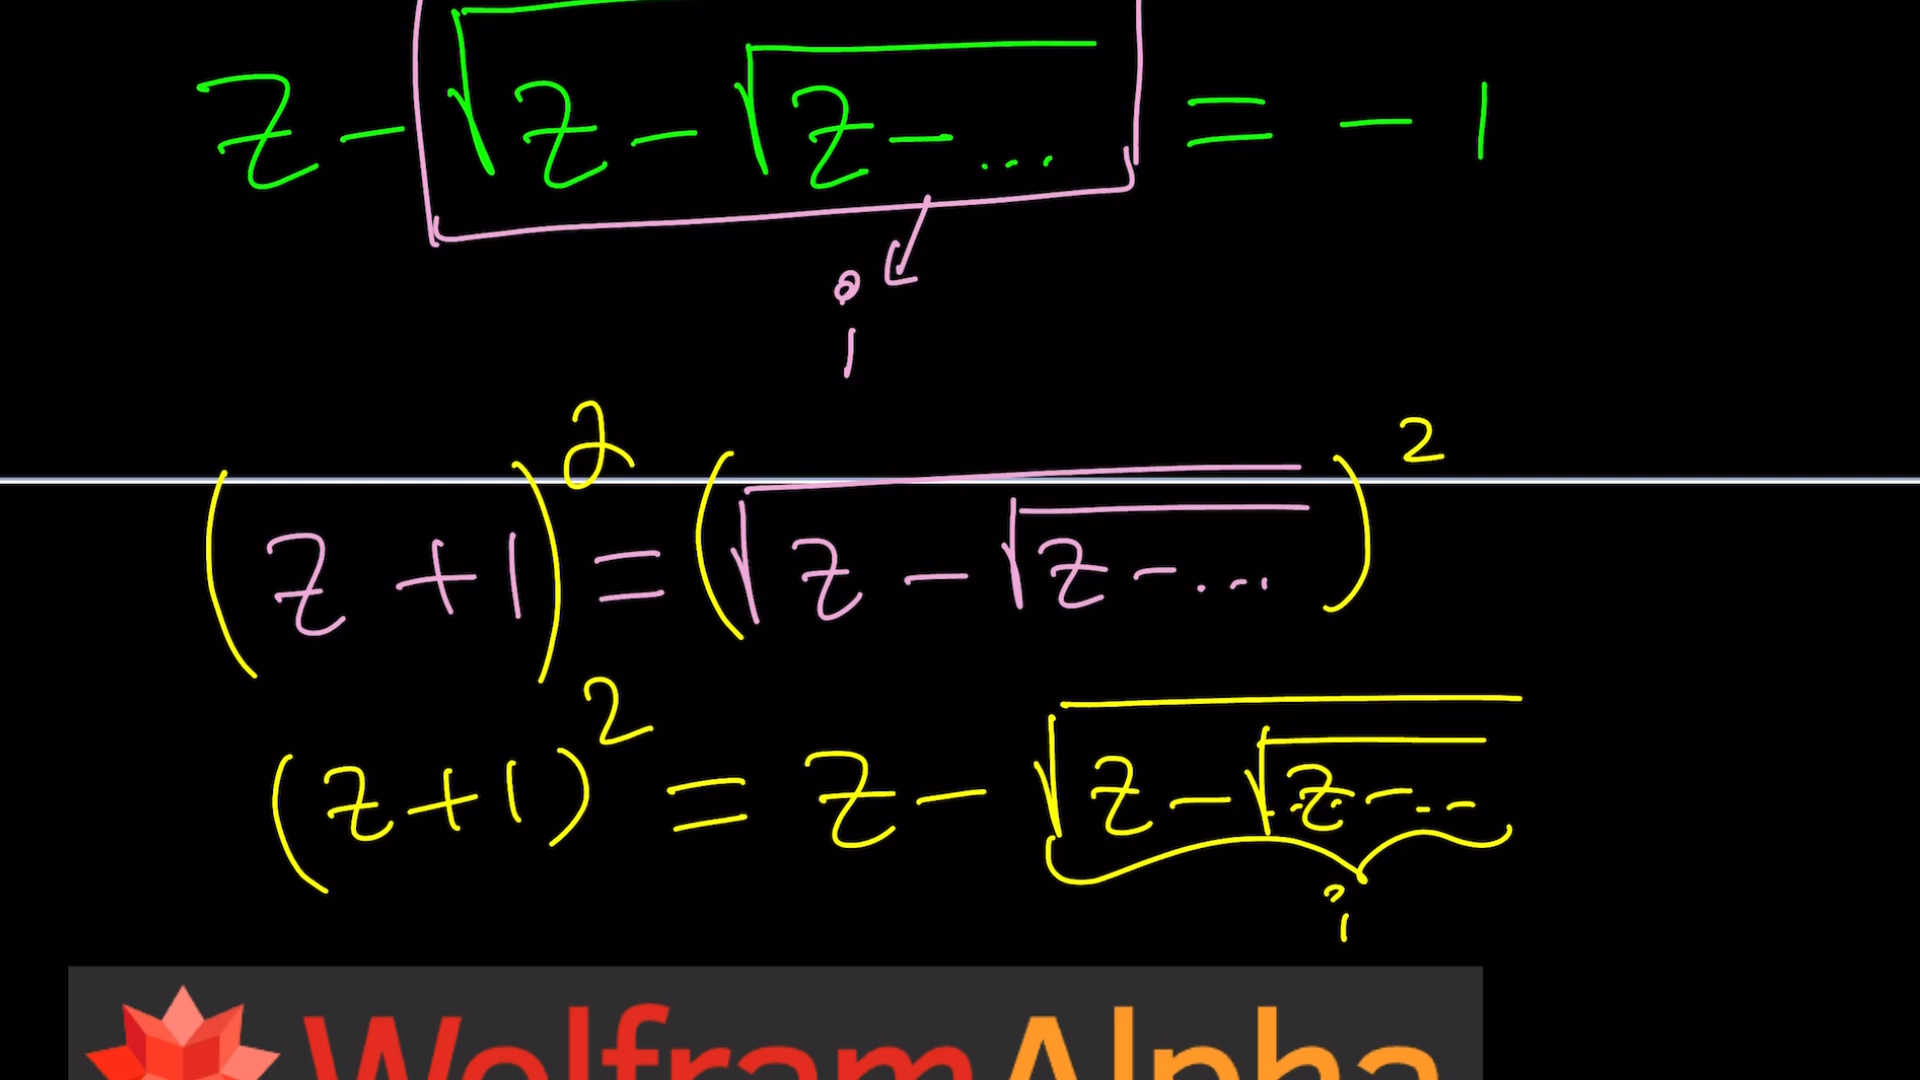 z - √(z - √(z - ...)) = -1
i
(z + 1)² = (√(z - √(z - ...)))²
(z + 1)² = z - √(z - √(z - ...))
i
WolframAlpha